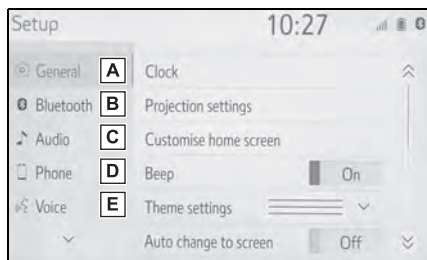 Setup 10:27
General A Clock
Bluetooth B Projection settings
Audio C Customise home screen
Phone D Beep On
Voice E Theme settings
Auto change to screen Off